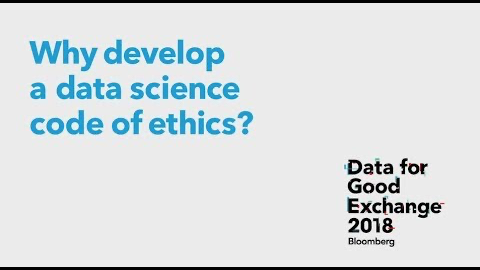 Why develop
a data science
code of ethics?
Data for
Good
Exchange
2018
Bloomberg